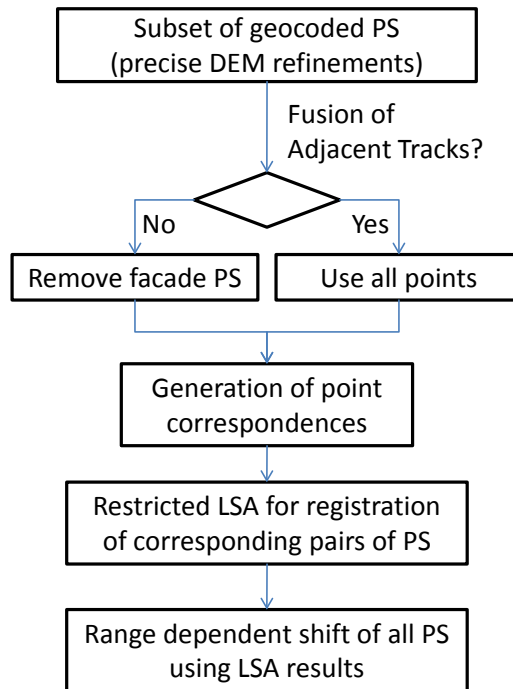 Subset of geocoded PS
(precise DEM refinements)
Fusion of
Adjacent Tracks?
No
Yes
Remove facade PS
Use all points
Generation of point
correspondences
Restricted LSA for registration
of corresponding pairs of PS
Range dependent shift of all PS
using LSA results